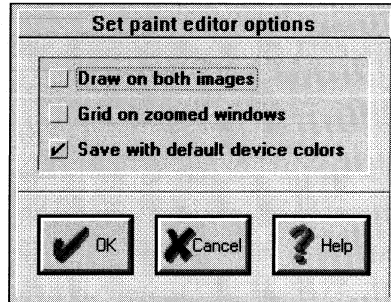 Set paint editor options
Draw on both images
Grid on zoomed windows
Save with default device colors
OK Cancel Help